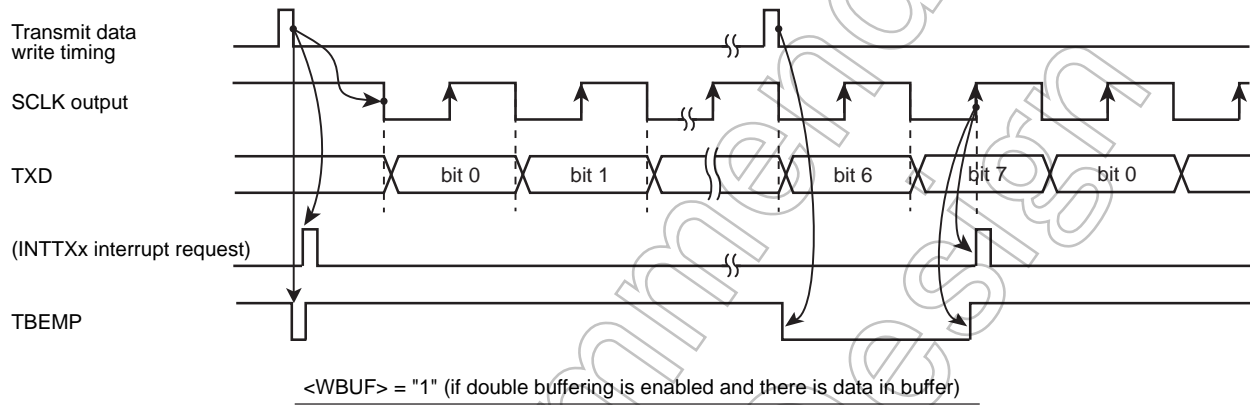 Transmit data
write timing
SCLK output
TXD
bit 0 bit 1 bit 6 bit 7 bit 0
(INTTXx interrupt request)
TBEMP
<WBUF> = "1" (if double buffering is enabled and there is data in buffer)